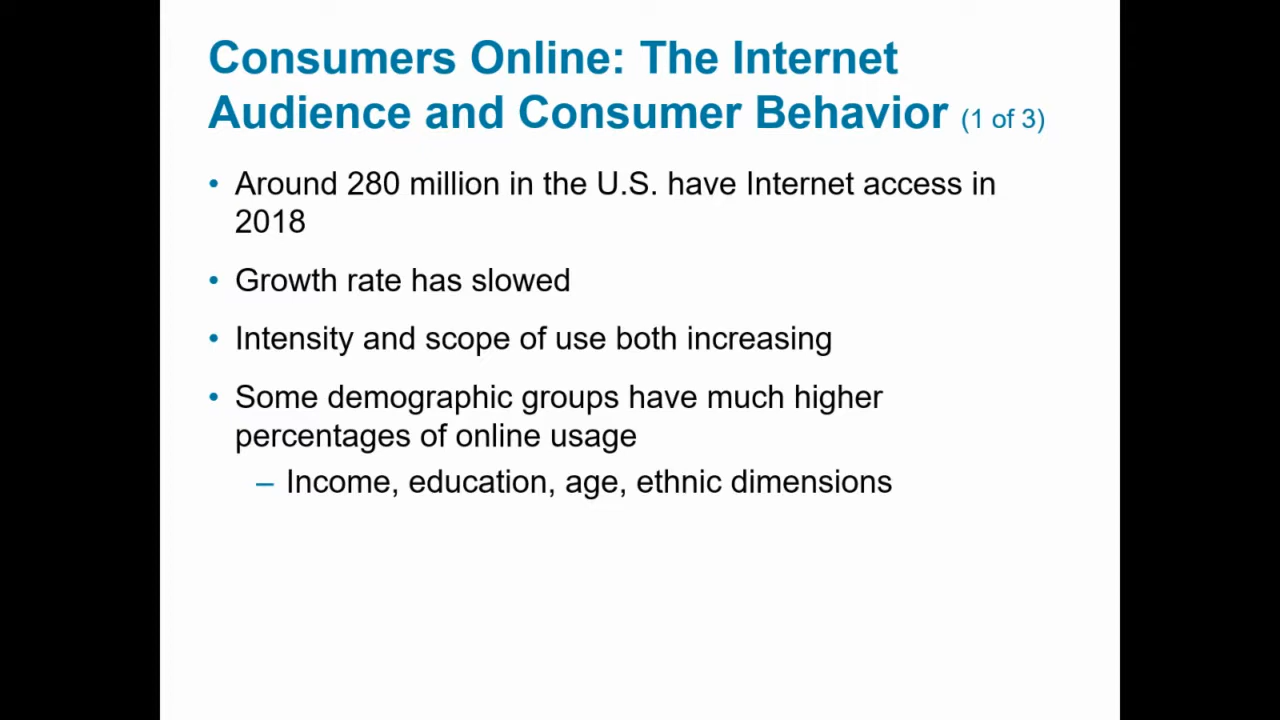 Consumers Online: The Internet
Audience and Consumer Behavior (1 of 3)
• Around 280 million in the U.S. have Internet access in
2018
• Growth rate has slowed
• Intensity and scope of use both increasing
• Some demographic groups have much higher
percentages of online usage
– Income, education, age, ethnic dimensions